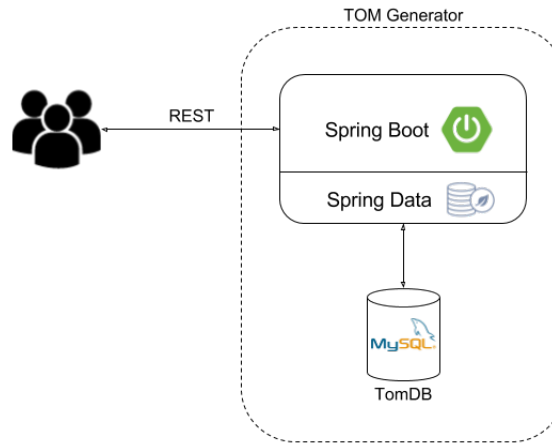 TOM Generator
REST
Spring Boot
Spring Data
MySQL
TomDB